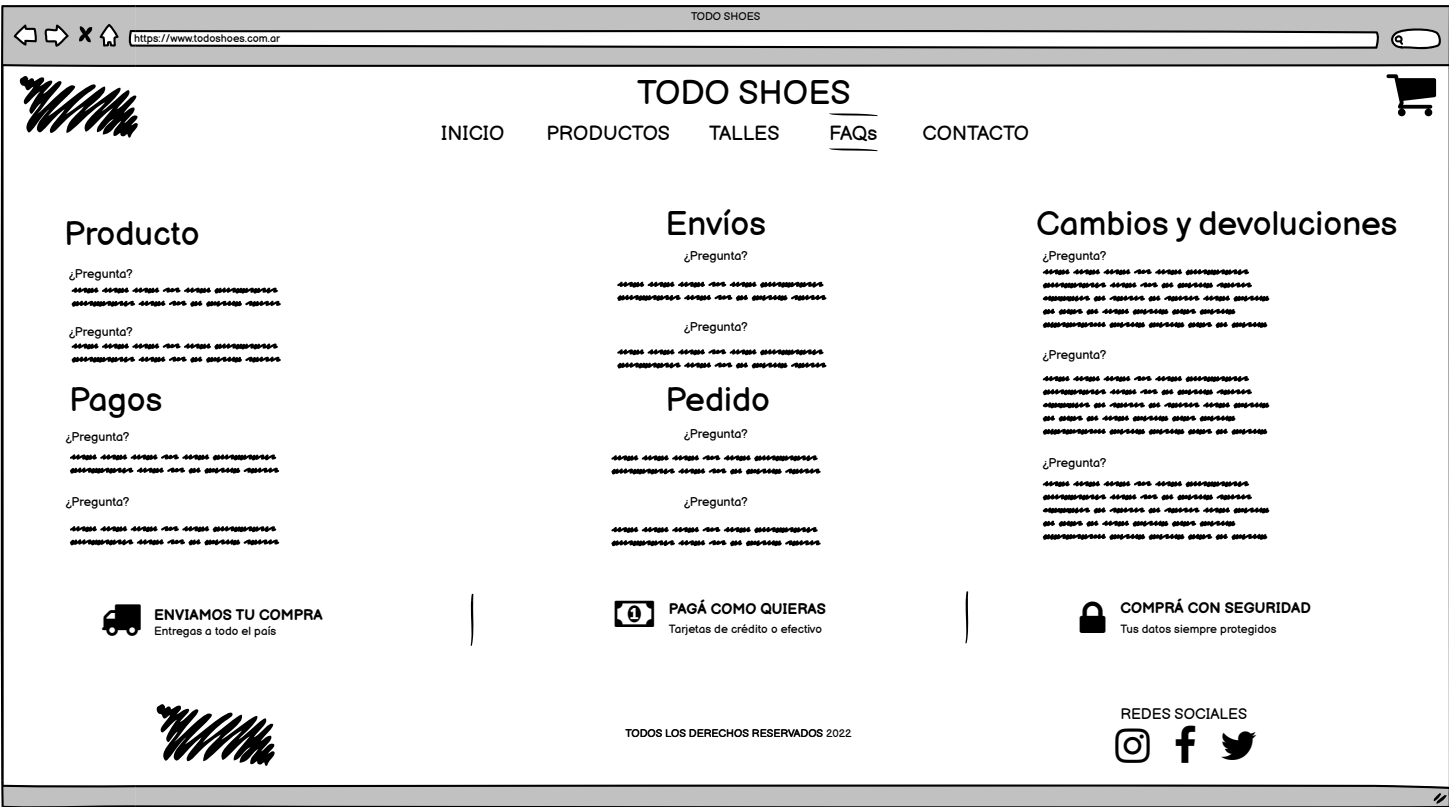 TODO SHOES
https://www.todoshoes.com.ar
TODO SHOES
INICIO PRODUCTOS TALLES FAQs CONTACTO
Producto
¿Pregunta?
¿Pregunta?
Pagos
¿Pregunta?
¿Pregunta?
Envíos
¿Pregunta?
¿Pregunta?
Pedido
¿Pregunta?
¿Pregunta?
Cambios y devoluciones
¿Pregunta?
¿Pregunta?
¿Pregunta?
ENVIAMOS TU COMPRA
Entregas a todo el país
1
PAGÁ COMO QUIERAS
Tarjetas de crédito o efectivo
COMPRÁ CON SEGURIDAD
Tus datos siempre protegidos
TODOS LOS DERECHOS RESERVADOS 2022
REDES SOCIALES